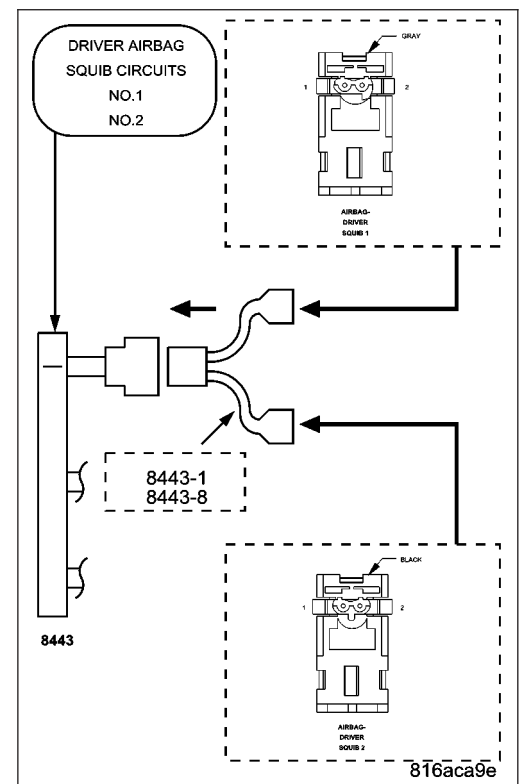 DRIVER AIRBAG
SQUIB CIRCUITS
NO.1
NO.2
GRAY
1
2
AIRBAG-
DRIVER
SQUIB 1
8443-1
8443-8
8443
BLACK
1
2
AIRBAG-
DRIVER
SQUIB 2
816aca9e